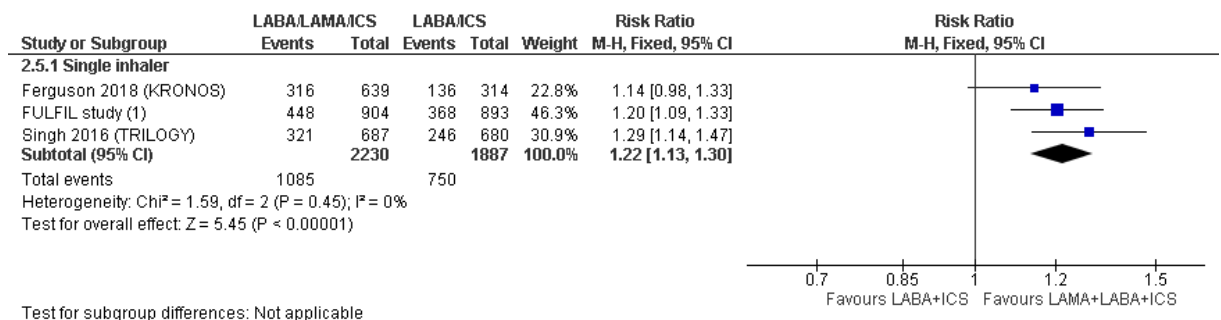 LABA/LAMA/ICS LABA/ICS Risk Ratio Risk Ratio
Study or Subgroup Events Total Events Total Weight M-H, Fixed, 95% CI M-H, Fixed, 95% CI
2.5.1 Single inhaler
Ferguson 2018 (KRONOS) 316 639 136 314 22.8% 1.14 [0.98, 1.33]
FULFIL study (1) 448 904 368 893 46.3% 1.20 [1.09, 1.33]
Singh 2016 (TRILOGY) 321 687 246 680 30.9% 1.29 [1.14, 1.47]
Subtotal (95% CI) 2230 1887 100.0% 1.22 [1.13, 1.30]
Total events 1085 750
Heterogeneity: Chi² = 1.59, df = 2 (P = 0.45); I² = 0%
Test for overall effect: Z = 5.45 (P < 0.00001)
0.7 0.85 1 1.2 1.5
Favours LABA+ICS Favours LAMA+LABA+ICS
Test for subgroup differences: Not applicable